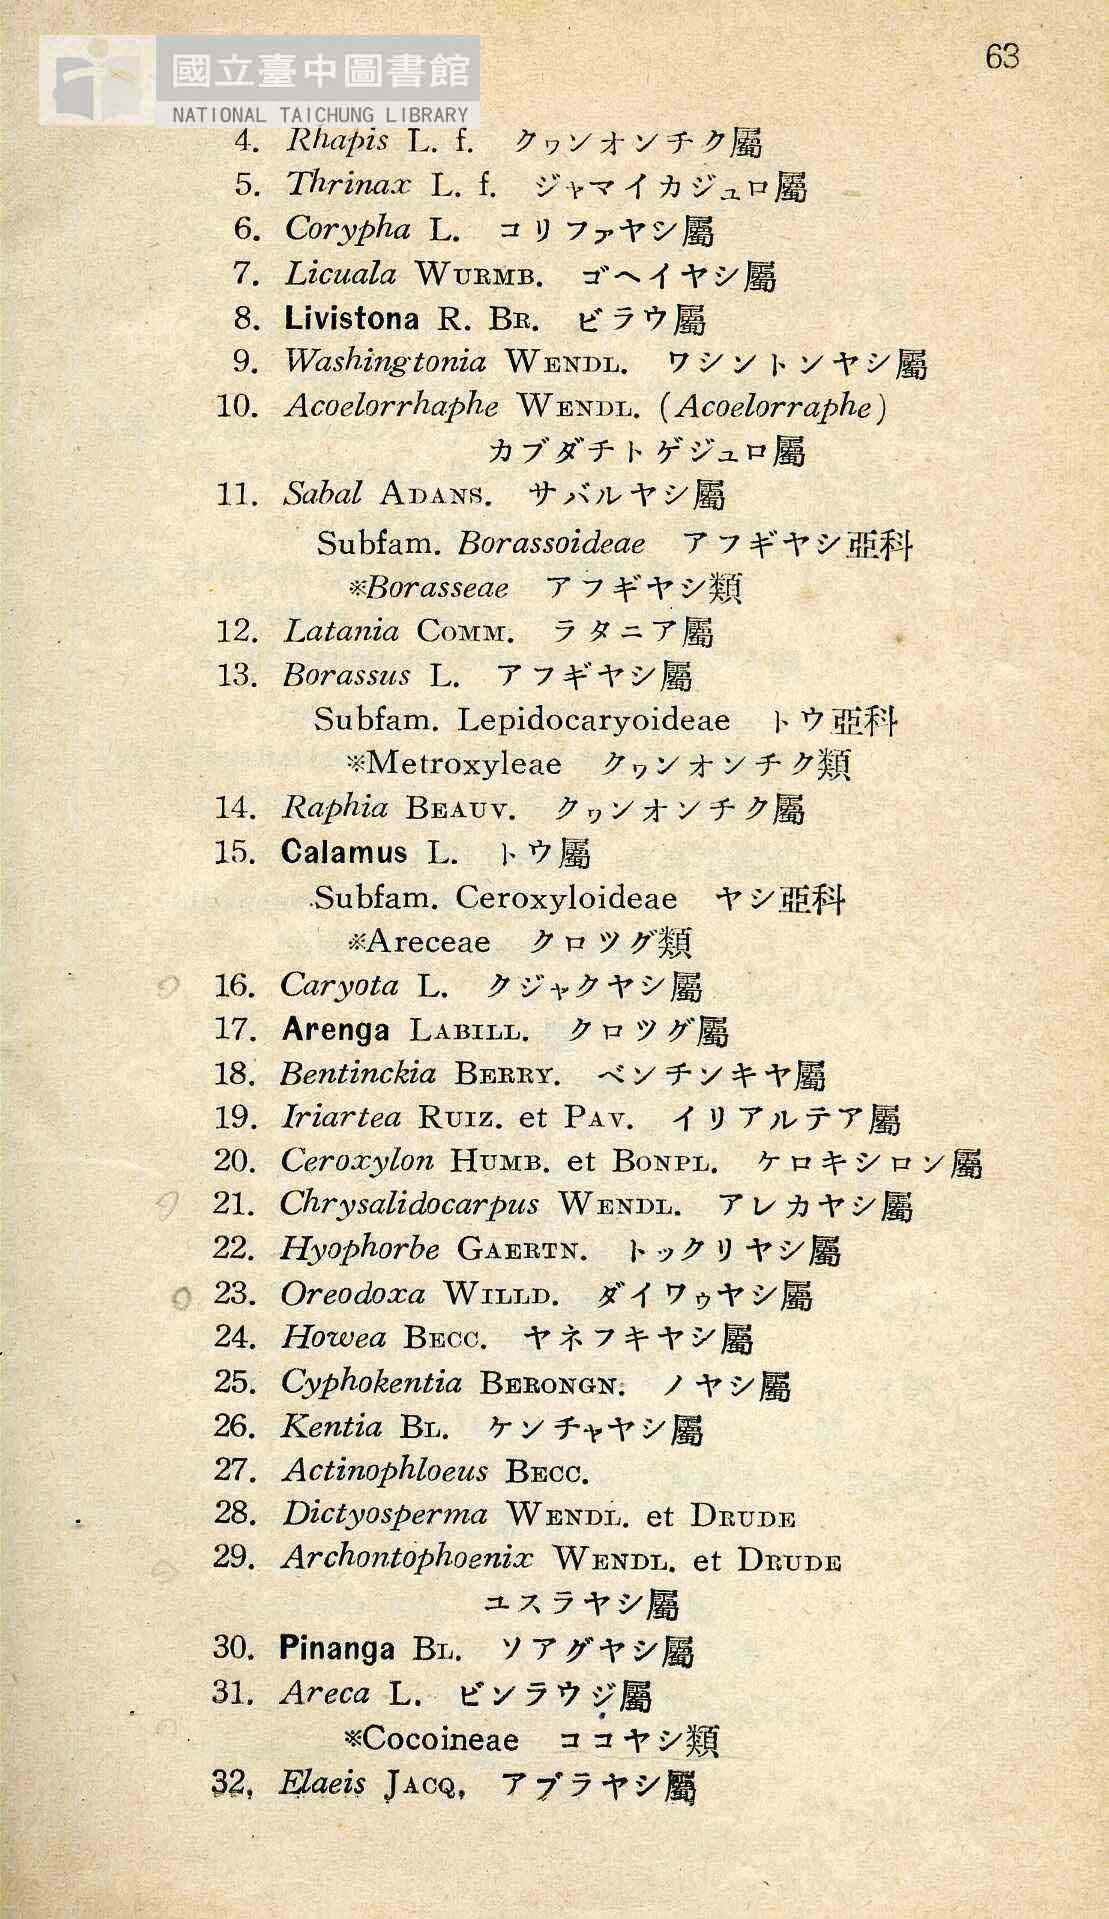 國立臺中圖書館
NATIONAL TAICHUNG LIBRARY
63
4. Rhapis L. f. クヮンオンチク屬
5. Thrinax L. f. ジャマイカジュロ屬
6. Corypha L. コリファヤシ屬
7. Licuala WURMB. ゴヘイヤシ屬
8. Livistona R. BR. ビラウ屬
9. Washingtonia WENDL. ワシントンヤシ屬
10. Acoelorrhaphe WENDL. (Acoelorraphe)
カブダチトゲジュロ屬
11. Sabal ADANS. サバルヤシ屬
Subfam. Borassoideae アフギヤシ亞科
※Borasseae アフギヤシ類
12. Latania COMM. ラタニア屬
13. Borassus L. アフギヤシ屬
Subfam. Lepidocaryoideae トウ亞科
※Metroxyleae クヮンオンチク類
14. Raphia BEAUV. クヮンオンチク屬
15. Calamus L. トウ屬
Subfam. Ceroxyloideae ヤシ亞科
※Areceae クロツグ類
16. Caryota L. クジャクヤシ屬
17. Arenga LABILL. クロツグ屬
18. Bentinckia BERRY. ベンチンキヤ屬
19. Iriartea RUIZ. et PAV. イリアルテア屬
20. Ceroxylon HUMB. et BONPL. ケロキシロン屬
21. Chrysalidocarpus WENDL. アレカヤシ屬
22. Hyophorbe GAERTN. トックリヤシ屬
23. Oreodoxa WILLD. ダイワゥヤシ屬
24. Howea BECC. ヤネフキヤシ屬
25. Cyphokentia BERONGN. ノヤシ屬
26. Kentia BL. ケンチャヤシ屬
27. Actinophloeus BECC.
28. Dictyosperma WENDL. et DRUDE
29. Archontophoenix WENDL. et DRUDE
ユスラヤシ屬
30. Pinanga BL. ソアグヤシ屬
31. Areca L. ビンラウジ屬
※Cocoineae ココヤシ類
32. Elaeis JACQ. アブラヤシ屬